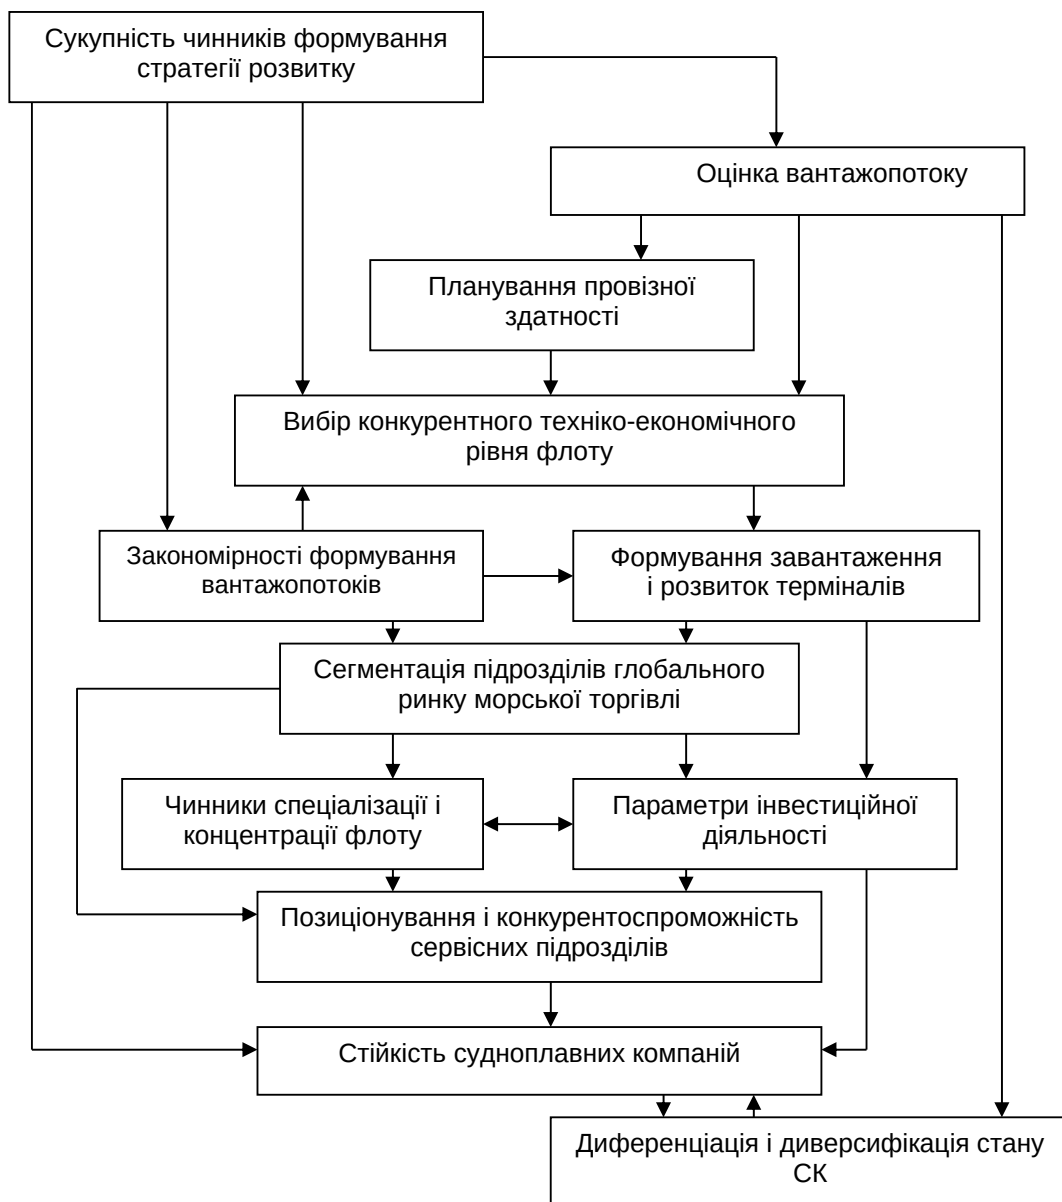 Сукупність чинників формування
стратегії розвитку
Оцінка вантажопотоку
Планування провізної
здатності
Вибір конкурентного техніко-економічного
рівня флоту
Закономірності формування
вантажопотоків
Формування завантаження
і розвиток терміналів
Сегментація підрозділів глобального
ринку морської торгівлі
Чинники спеціалізації і
концентрації флоту
Параметри інвестиційної
діяльності
Позиціонування і конкурентоспроможність
сервісних підрозділів
Стійкість судноплавних компаній
Диференціація і диверсифікація стану
СК